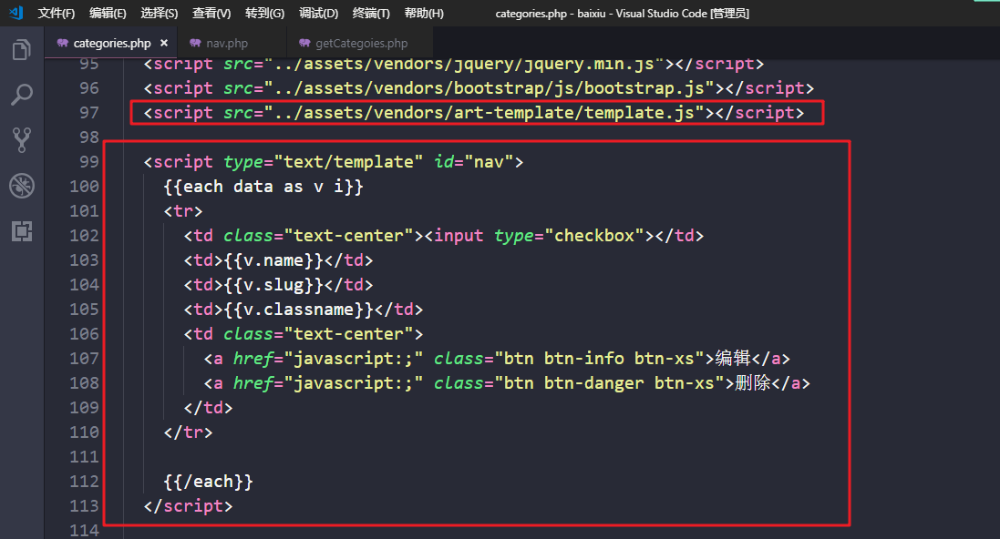 文件(F) 编辑(E) 选择(S) 查看(V) 转到(G) 调试(D) 终端(T) 帮助(H) categories.php - baixiu - Visual Studio Code [管理员]
categories.php × nav.php getCategoies.php
95 <script src="../assets/vendors/jquery/jquery.min.js"></script>
96 <script src="../assets/vendors/bootstrap/js/bootstrap.js"></script>
97 <script src="../assets/vendors/art-template/template.js"></script>
98
99 <script type="text/template" id="nav">
100 {{each data as v i}}
101 <tr>
102 <td class="text-center"><input type="checkbox"></td>
103 <td>{{v.name}}</td>
104 <td>{{v.slug}}</td>
105 <td>{{v.classname}}</td>
106 <td class="text-center">
107 <a href="javascript:;" class="btn btn-info btn-xs">编辑</a>
108 <a href="javascript:;" class="btn btn-danger btn-xs">删除</a>
109 </td>
110 </tr>
111
112 {{/each}}
113 </script>
114